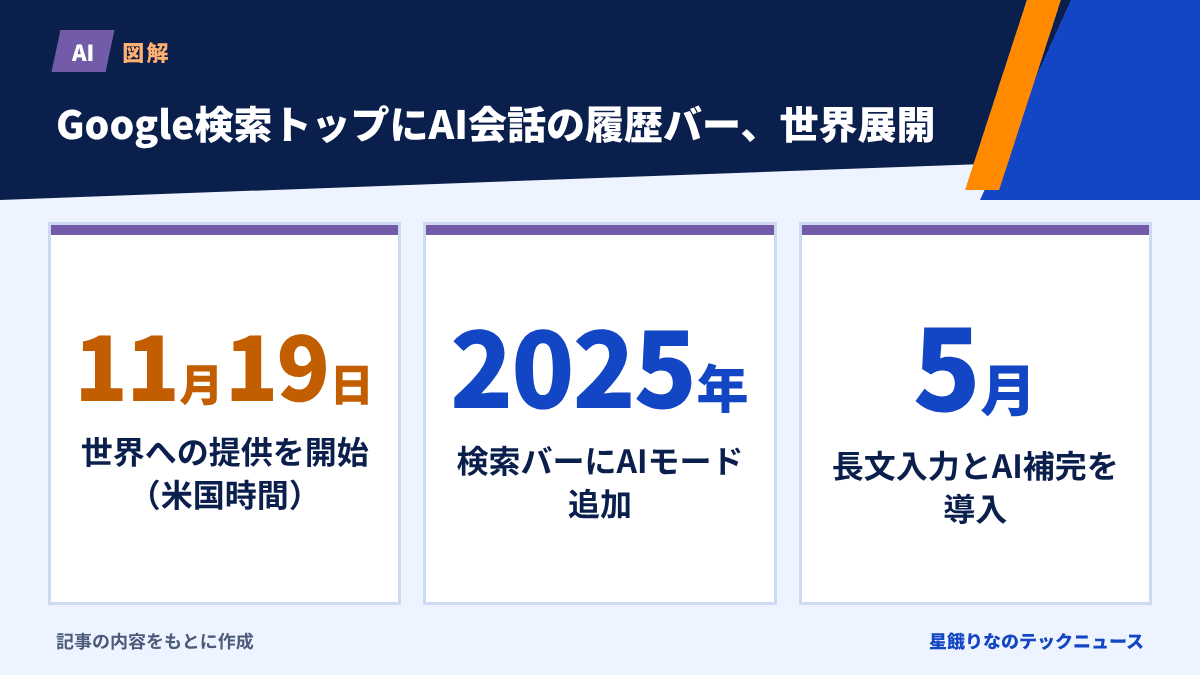 AI 図解
Google検索トップにAI会話の履歴バー、世界展開
11月19日
世界への提供を開始
（米国時間）
2025年
検索バーにAIモード
追加
5月
長文入力とAI補完を
導入
記事の内容をもとに作成
星餓りなのテックニュース